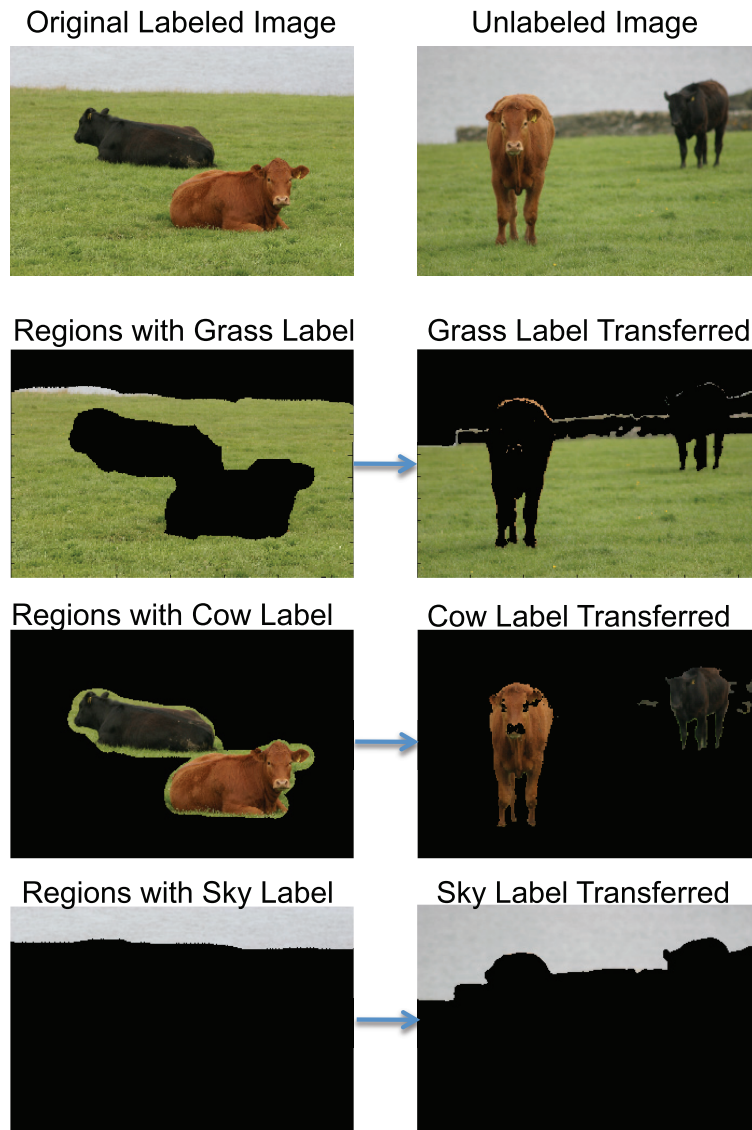 Original Labeled Image
Unlabeled Image
Regions with Grass Label
Grass Label Transferred
Regions with Cow Label
Cow Label Transferred
Regions with Sky Label
Sky Label Transferred